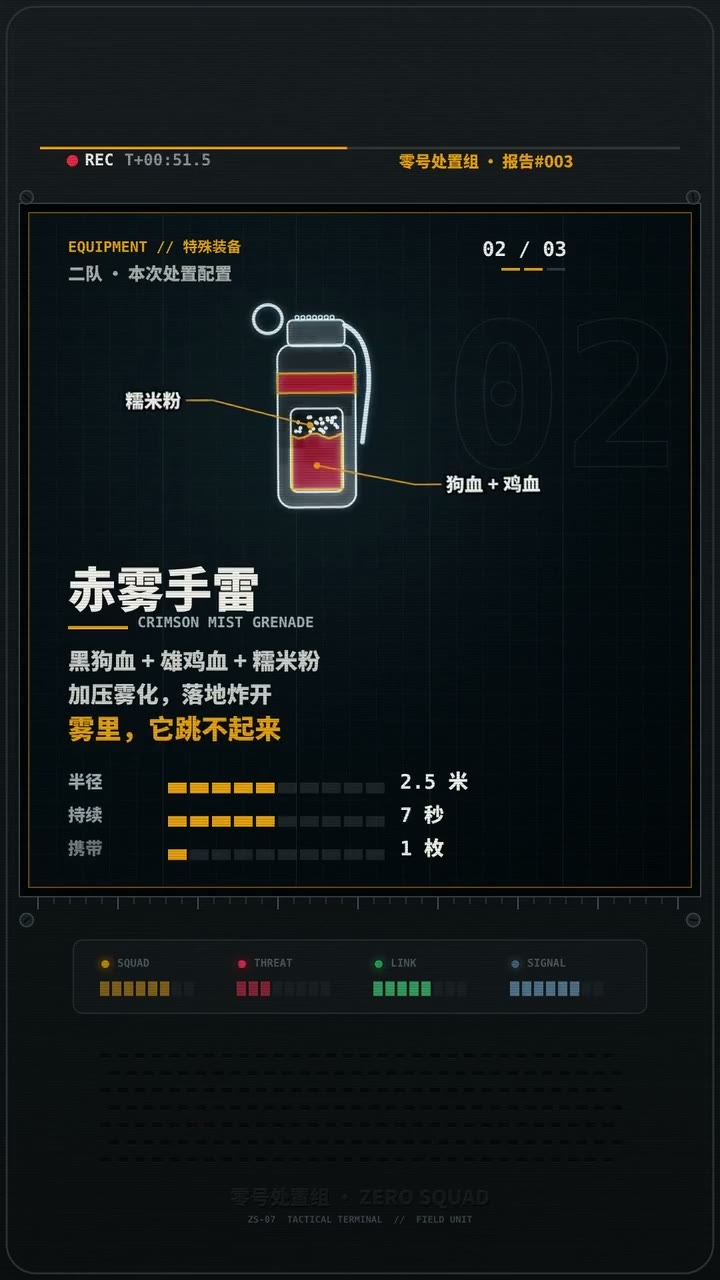 REC T+00:51.5
零号处置组 · 报告#003
EQUIPMENT // 特殊装备
02 / 03
二队 · 本次处置配置
02
糯米粉
狗血+鸡血
赤雾手雷
CRIMSON MIST GRENADE
黑狗血+雄鸡血+糯米粉
加压雾化，落地炸开
雾里，它跳不起来
半径 2.5 米
持续 7 秒
携带 1 枚
SQUAD THREAT LINK SIGNAL
零号处置组 · ZERO SQUAD
ZS-07 TACTICAL TERMINAL // FIELD UNIT